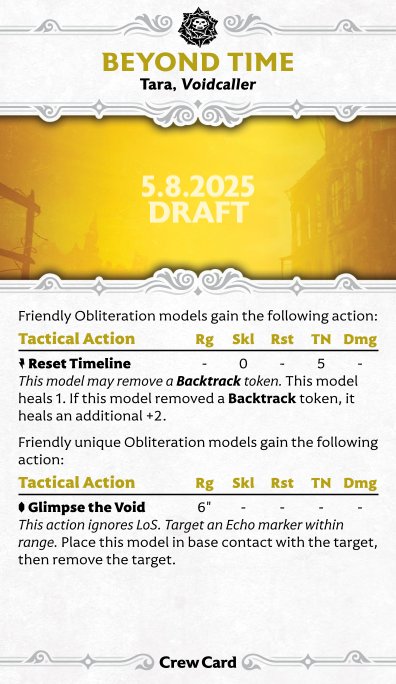 BEYOND TIME
Tara, Voidcaller
5.8.2025
DRAFT
Friendly Obliteration models gain the following action:
Tactical Action Rg Skl Rst TN Dmg
Reset Timeline - 0 - 5 -
This model may remove a Backtrack token. This model
heals 1. If this model removed a Backtrack token, it
heals an additional +2.
Friendly unique Obliteration models gain the following
action:
Tactical Action Rg Skl Rst TN Dmg
Glimpse the Void 6" - - - -
This action ignores LoS. Target an Echo marker within
range. Place this model in base contact with the target,
then remove the target.
Crew Card